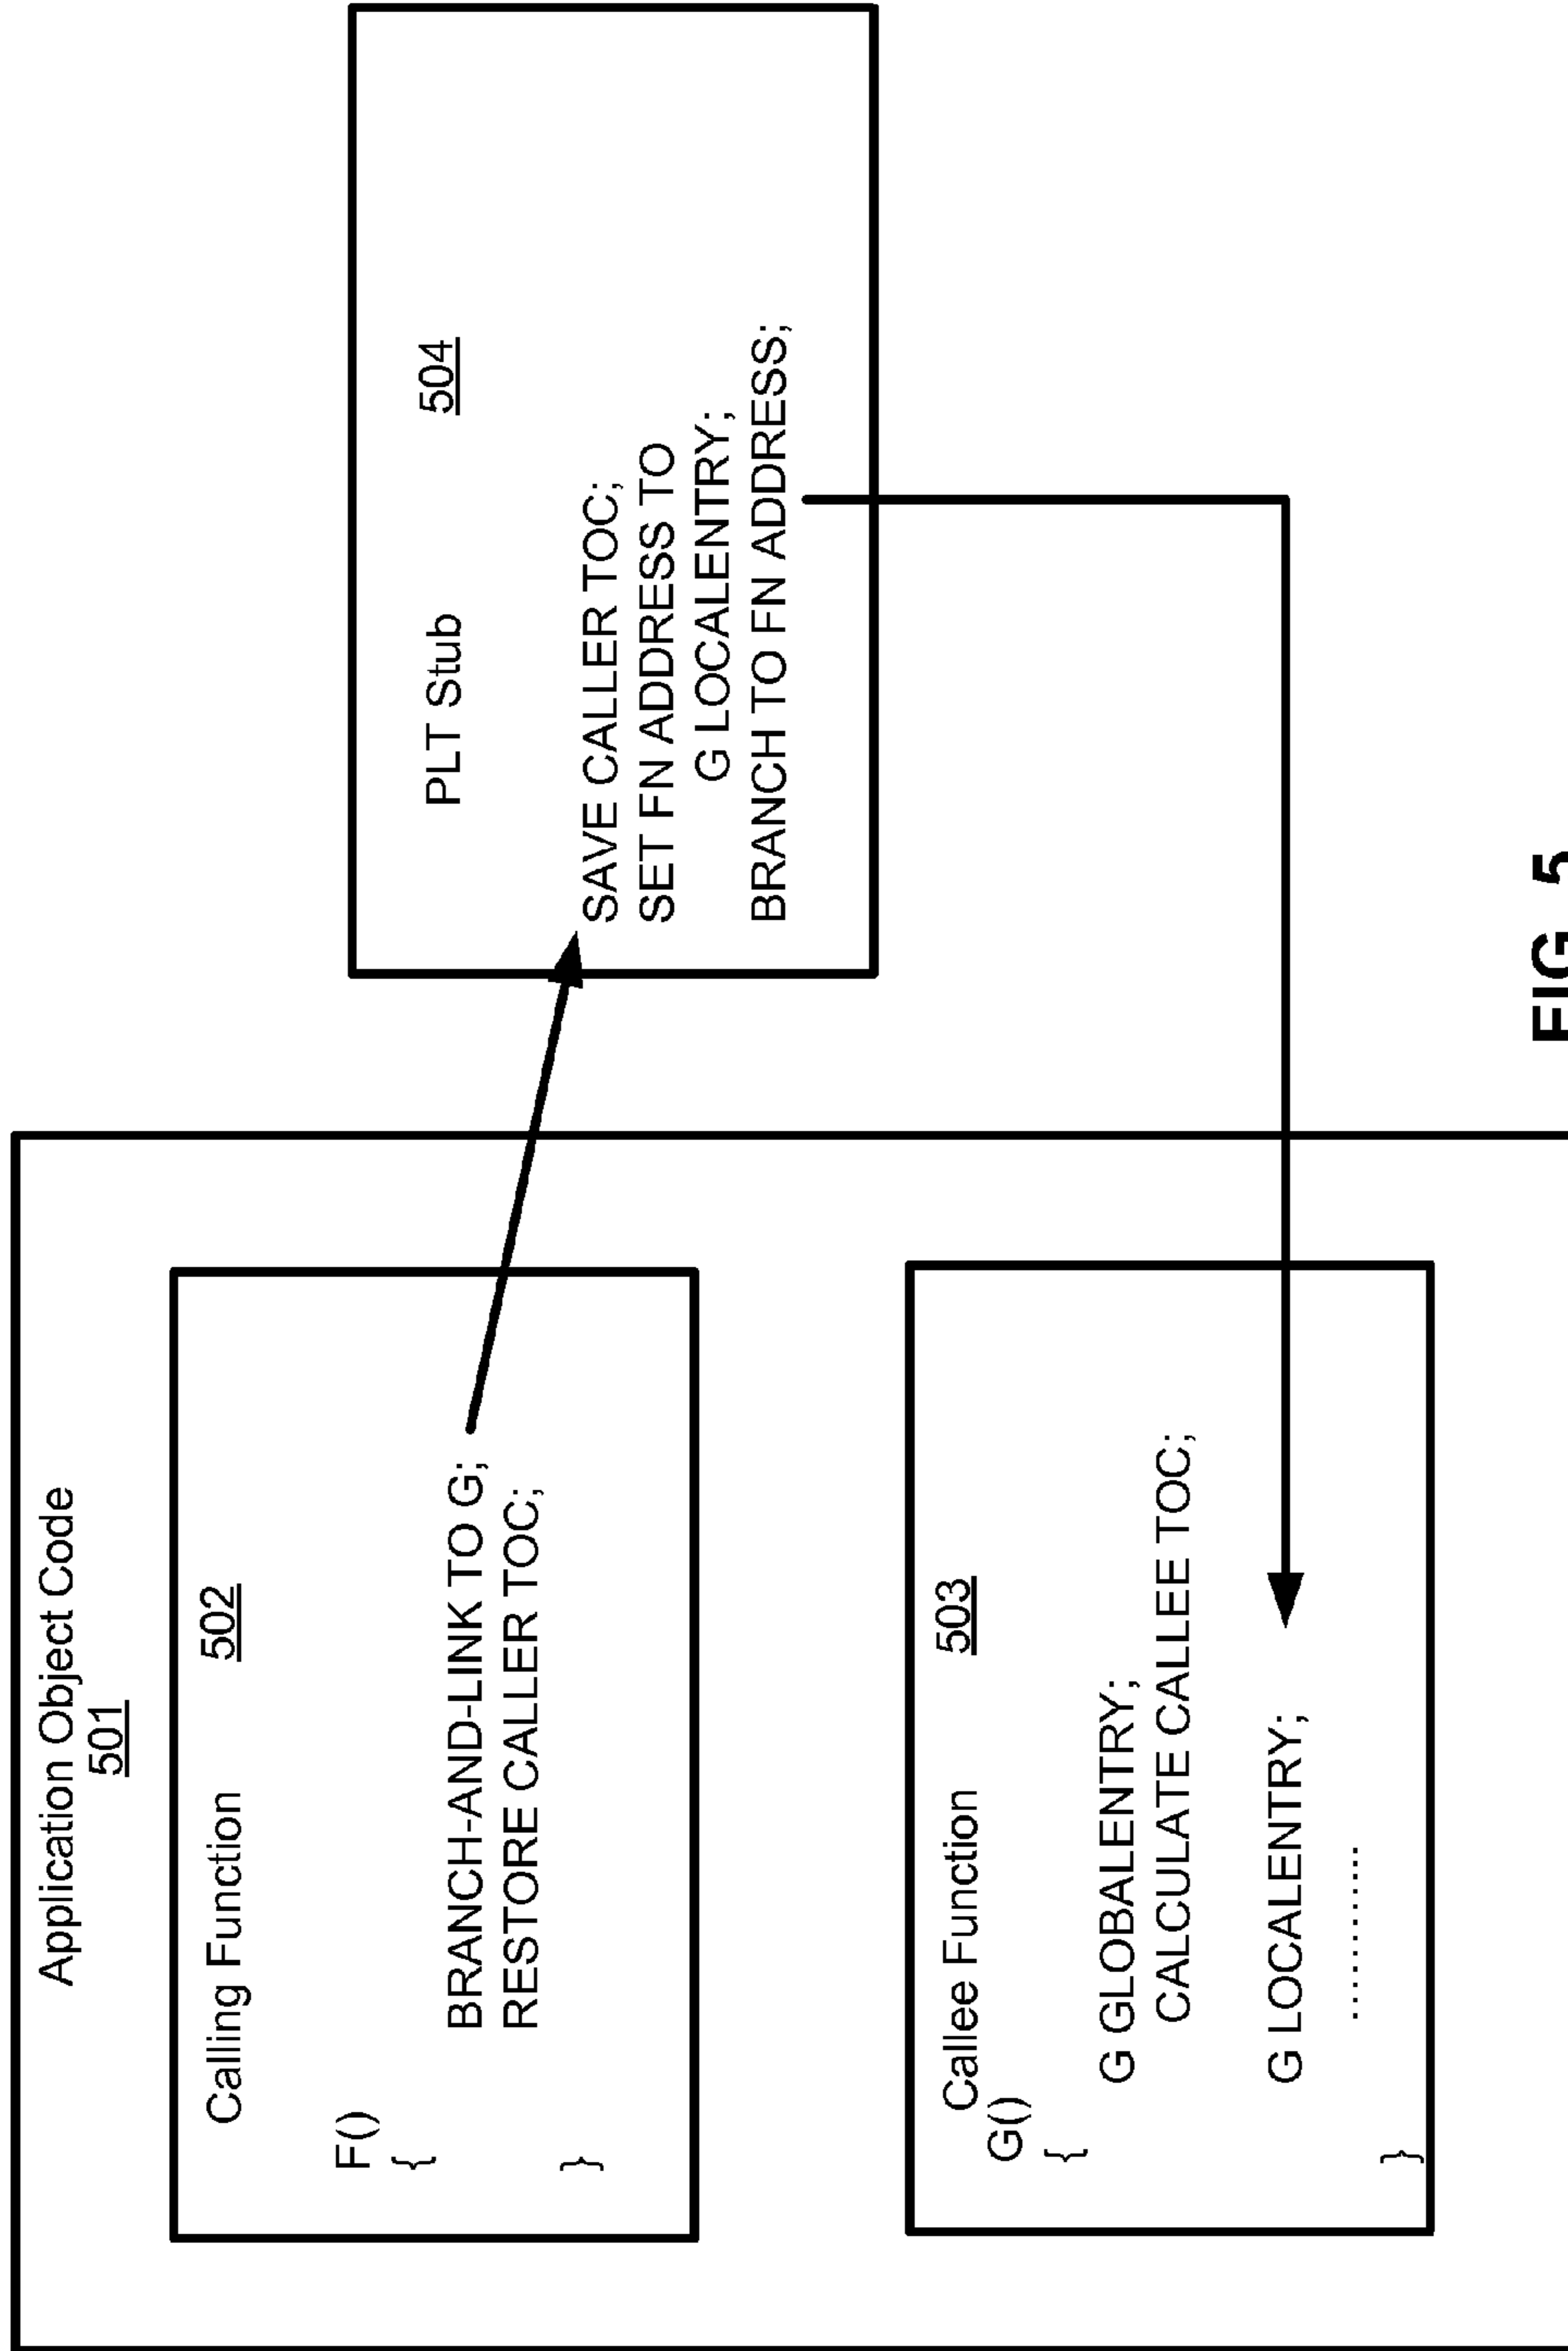 Application Object Code
501
Calling Function 502
F()
{
BRANCH-AND-LINK TO G;
RESTORE CALLER TOC;
}
Callee Function 503
G()
{
G GLOBALENTRY;
CALCULATE CALLEE TOC;
G LOCALENTRY;
...........
}
PLT Stub 504
SAVE CALLER TOC;
SET FN ADDRESS TO
G LOCALENTRY;
BRANCH TO FN ADDRESS;
FIG. 5